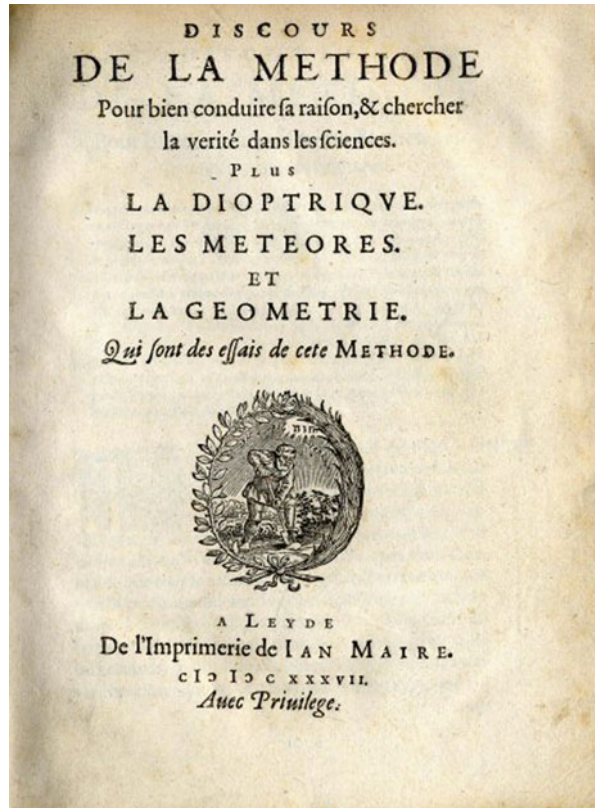 DISCOURS
DE LA METHODE
Pour bien conduire ſa raiſon, & chercher
la verité dans les ſciences.
PLUS
LA DIOPTRIQVE.
LES METEORES.
ET
LA GEOMETRIE.
Qui ſont des eſſais de cete METHODE.
A LEYDE
De l'Imprimerie de IAN MAIRE.
cIↄ Iↄ c xxxvii.
Auec Priuilege.